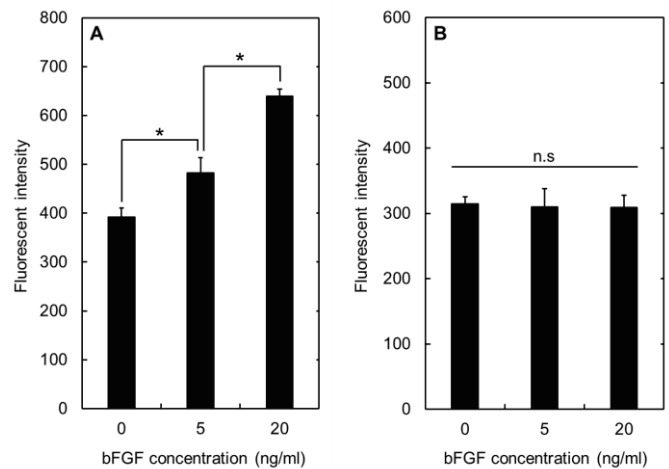 A
Fluorescent intensity
800
700
600
500
400
300
200
100
0
*
*
0 5 20
bFGF concentration (ng/ml)
B
Fluorescent intensity
600
500
400
300
200
100
0
n.s
0 5 20
bFGF concentration (ng/ml)